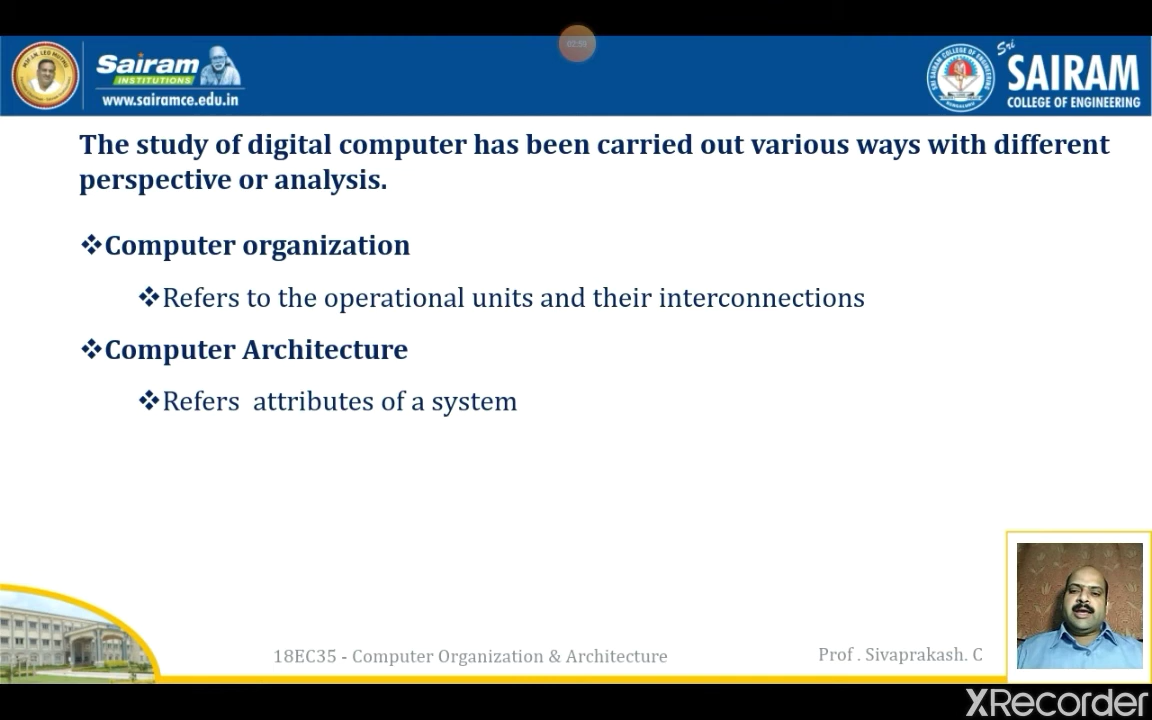 02:59
Sairam
INSTITUTIONS
www.sairamce.edu.in
Sri
SAIRAM
COLLEGE OF ENGINEERING
The study of digital computer has been carried out various ways with different
perspective or analysis.
❖Computer organization
❖Refers to the operational units and their interconnections
❖Computer Architecture
❖Refers attributes of a system
18EC35 - Computer Organization & Architecture
Prof . Sivaprakash. C
XRecorder